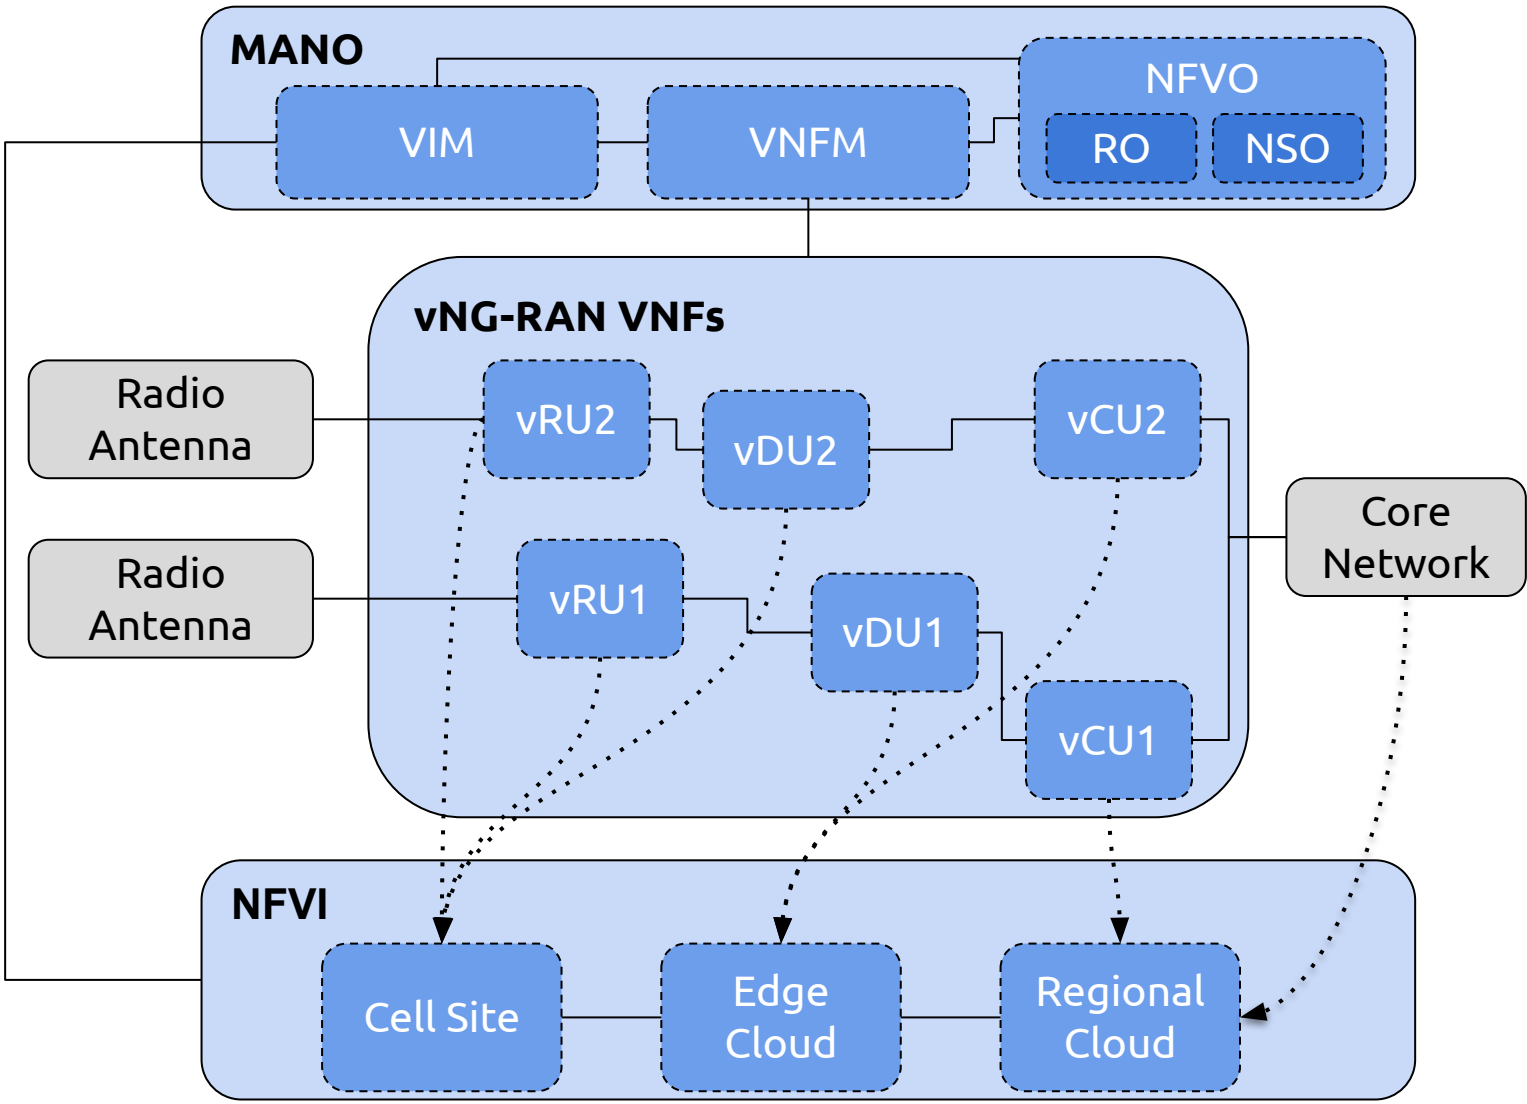 MANO
VIM
VNFM
NFVO
RO
NSO
vNG-RAN VNFs
Radio
Antenna
vRU2
vDU2
vCU2
Core
Network
Radio
Antenna
vRU1
vDU1
vCU1
NFVI
Cell Site
Edge
Cloud
Regional
Cloud